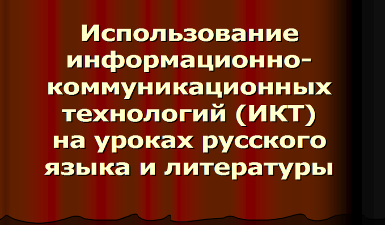 Использование
информационно-
коммуникационных
технологий (ИКТ)
на уроках русского
языка и литературы